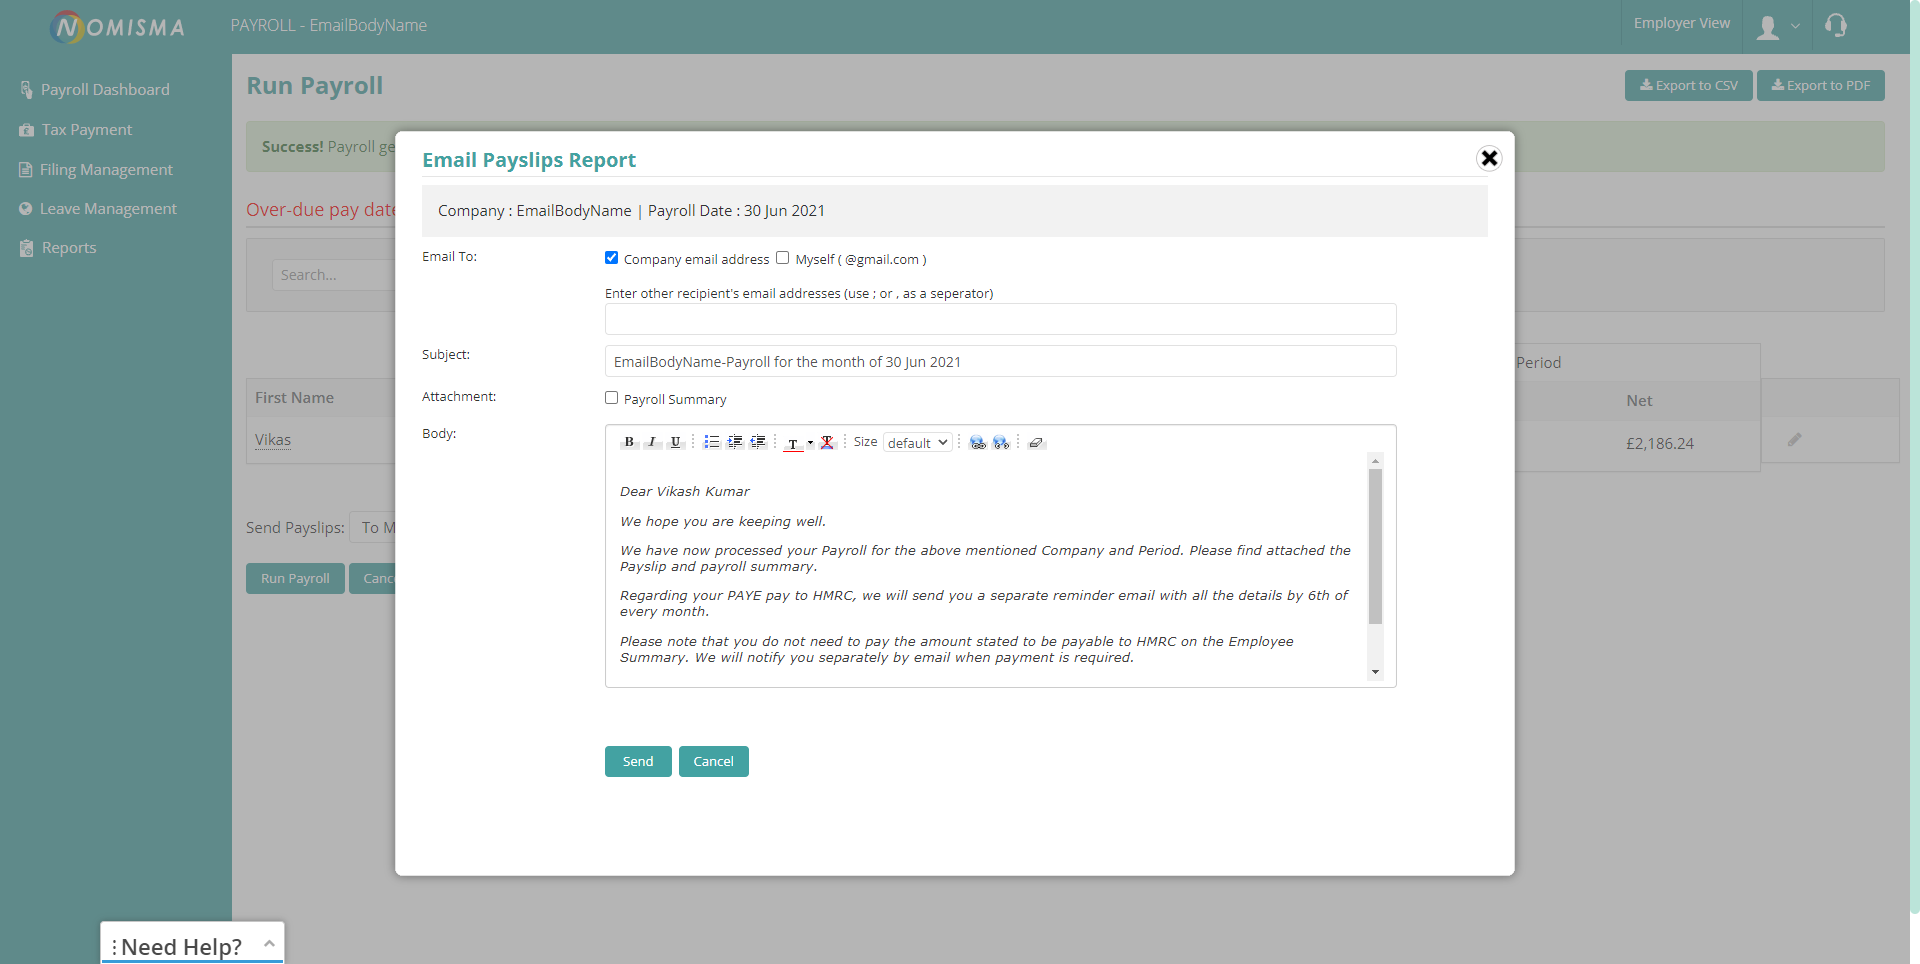 NOMISMA
PAYROLL - EmailBodyName
Employer View
Payroll Dashboard
Tax Payment
Filing Management
Leave Management
Reports
Run Payroll
Export to CSV
Export to PDF
Success! Payroll ge
Over-due pay date
Search...
Period
First Name
Net
Vikas
£2,186.24
Send Payslips: To M
Run Payroll
Canc
Email Payslips Report
Company : EmailBodyName | Payroll Date : 30 Jun 2021
Email To:
Company email address
Myself ( @gmail.com )
Enter other recipient's email addresses (use ; or , as a seperator)
Subject:
EmailBodyName-Payroll for the month of 30 Jun 2021
Attachment:
Payroll Summary
Body:
B I U T Size default
Dear Vikash Kumar
We hope you are keeping well.
We have now processed your Payroll for the above mentioned Company and Period. Please find attached the
Payslip and payroll summary.
Regarding your PAYE pay to HMRC, we will send you a separate reminder email with all the details by 6th of
every month.
Please note that you do not need to pay the amount stated to be payable to HMRC on the Employee
Summary. We will notify you separately by email when payment is required.
Send
Cancel
Need Help?